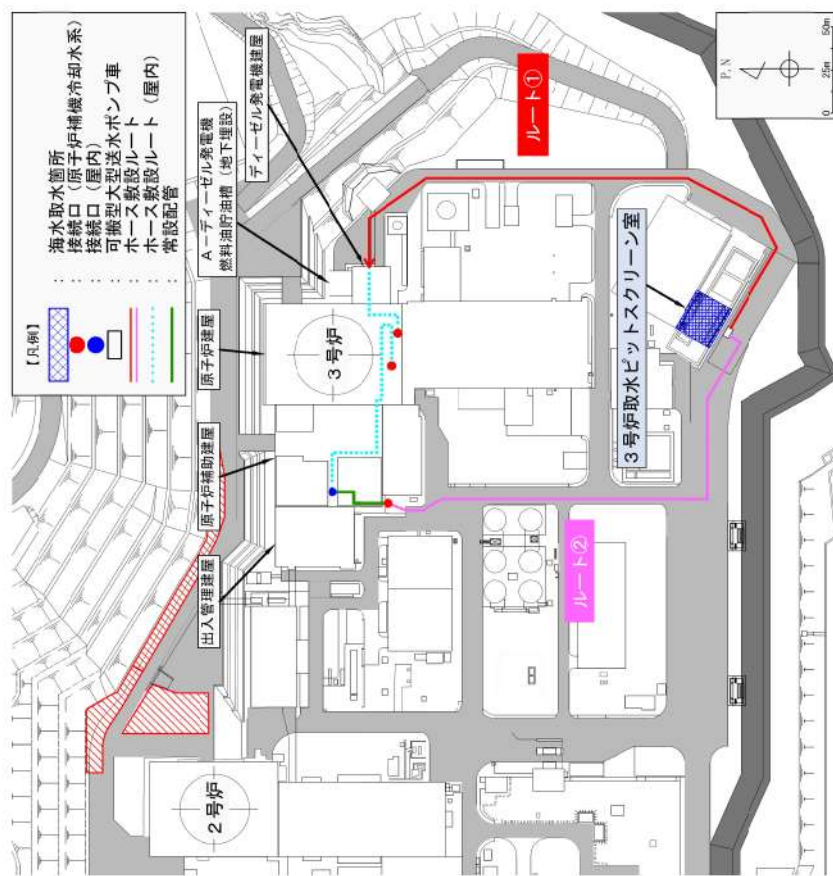 【凡例】
： 海水取水箇所
： 接続口（原子炉補機冷却水系）
： 接続口（屋内）
： 可搬型大型送水ポンプ車
： ホース敷設ルート
： ホース敷設ルート（屋内）
： 常設配管
出入管理建屋
原子炉補助建屋
原子炉建屋
A－ディーゼル発電機
燃料油貯油槽（地下埋設）
ディーゼル発電機建屋
2号炉
3号炉
ルート①
ルート②
3号炉取水ピットスクリーン室
P.N
0 25m 50m